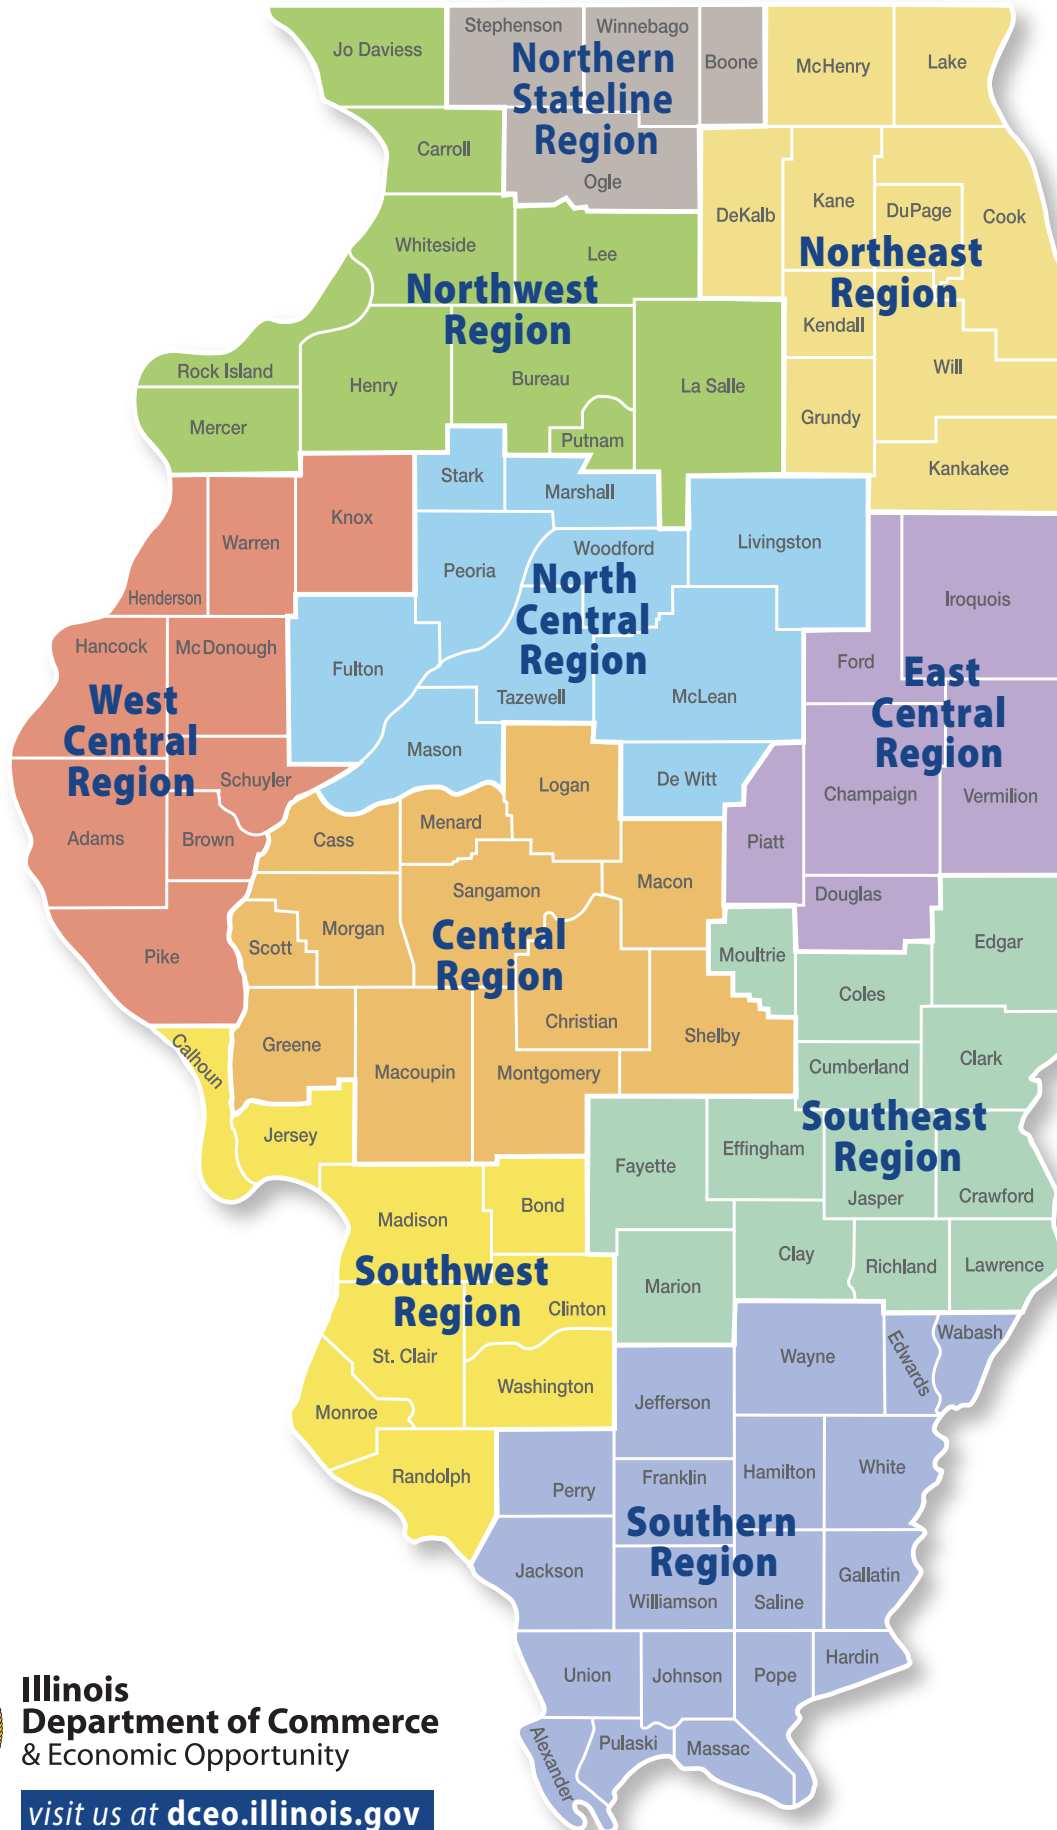 Jo Daviess
Stephenson
Winnebago
Boone
McHenry
Lake
Northern
Stateline
Region
Carroll
Ogle
DeKalb
Kane
DuPage
Cook
Northeast
Region
Whiteside
Lee
Northwest
Region
Kendall
Will
Rock Island
Henry
Bureau
La Salle
Mercer
Putnam
Grundy
Kankakee
Stark
Marshall
Knox
Warren
Henderson
Peoria
Woodford
Livingston
North
Central
Region
Iroquois
Hancock
McDonough
Fulton
Tazewell
McLean
Ford
East
Central
Region
West
Central
Region
Mason
Schuyler
Logan
De Witt
Champaign
Vermilion
Adams
Brown
Cass
Menard
Piatt
Sangamon
Macon
Douglas
Pike
Scott
Morgan
Central
Region
Moultrie
Edgar
Coles
Calhoun
Greene
Macoupin
Christian
Montgomery
Shelby
Cumberland
Clark
Jersey
Southeast
Region
Fayette
Effingham
Jasper
Crawford
Madison
Bond
Clay
Richland
Lawrence
Southwest
Region
Marion
Clinton
St. Clair
Washington
Wayne
Edwards
Wabash
Monroe
Jefferson
Randolph
Perry
Franklin
Hamilton
White
Southern
Region
Jackson
Williamson
Saline
Gallatin
Union
Johnson
Pope
Hardin
Alexander
Pulaski
Massac
Illinois
Department of Commerce
& Economic Opportunity
visit us at dceo.illinois.gov